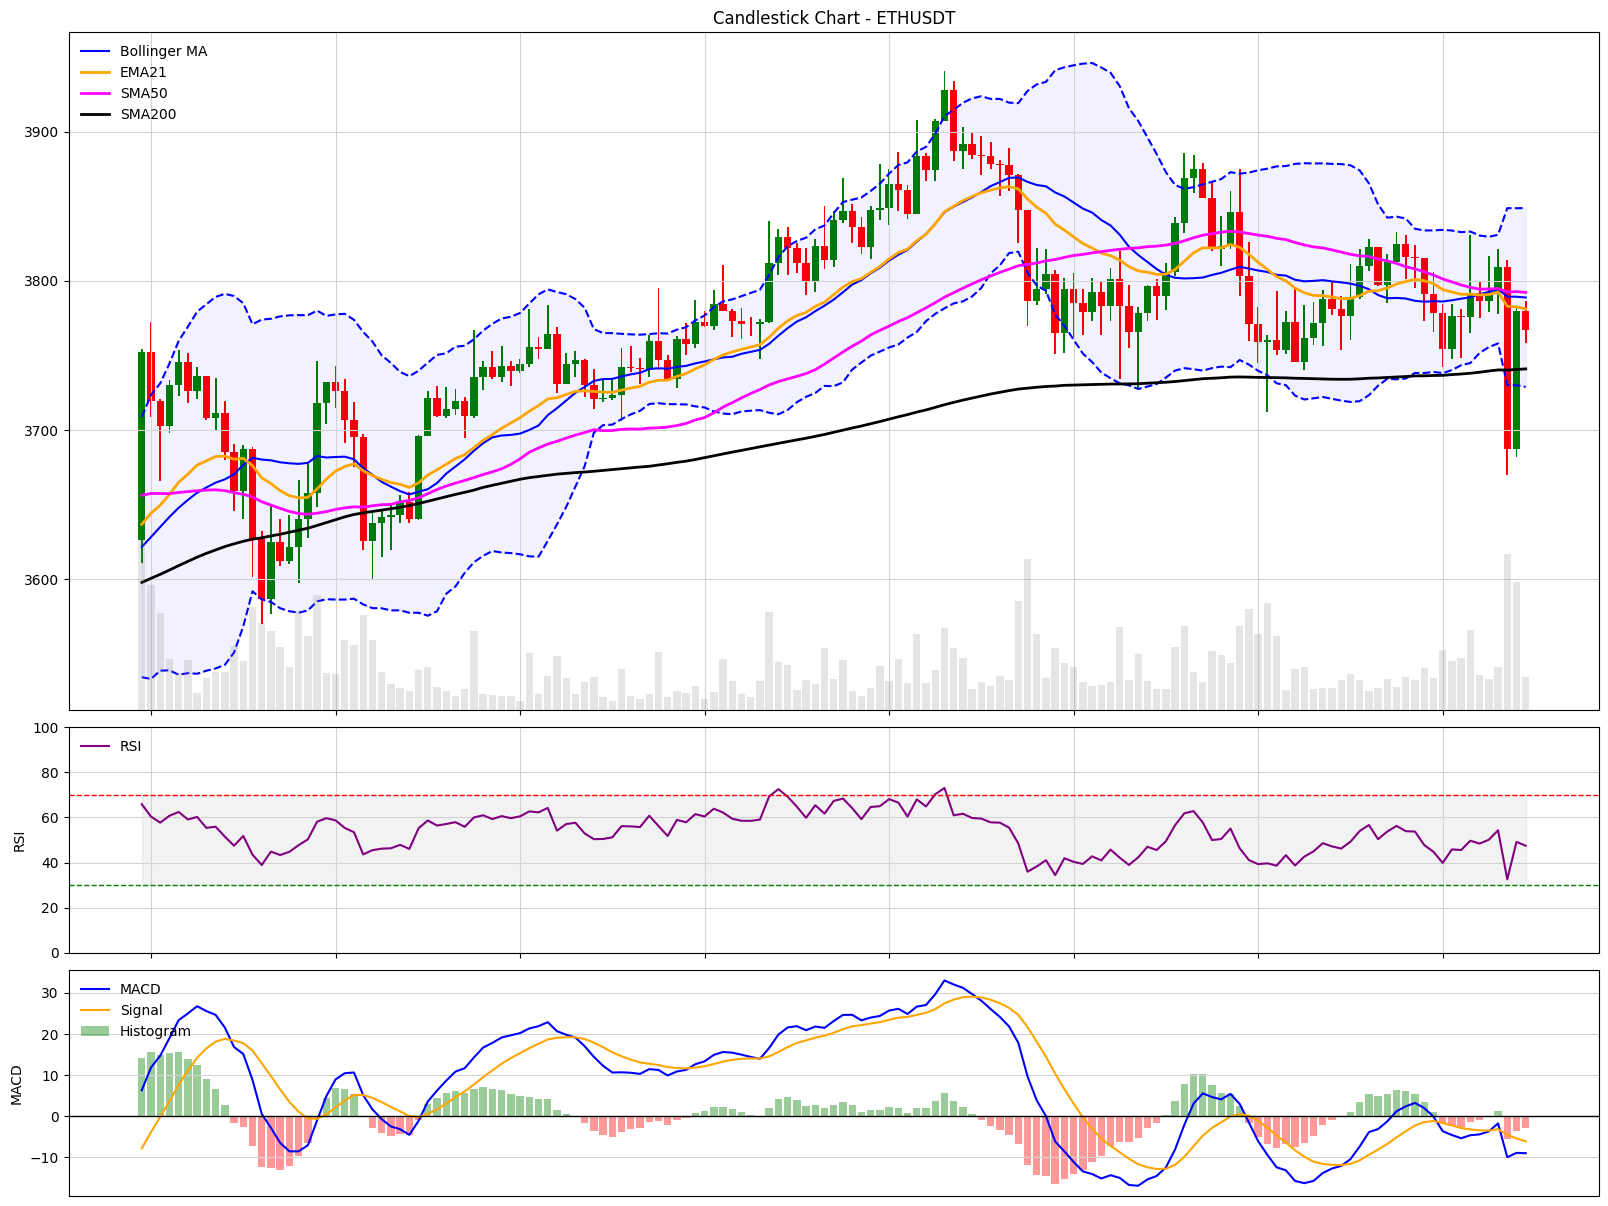 Candlestick Chart - ETHUSDT
Bollinger MA
EMA21
SMA50
SMA200
3900
3800
3700
3600
RSI
100
80
60
40
20
0
RSI
MACD
Signal
Histogram
30
20
10
0
−10
MACD